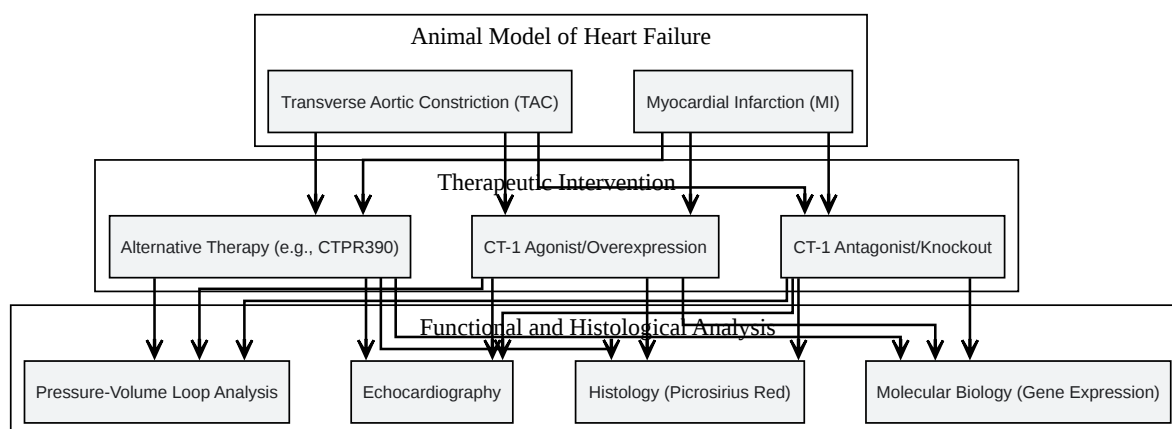 Animal Model of Heart Failure
Transverse Aortic Constriction (TAC)
Myocardial Infarction (MI)
Therapeutic Intervention
Alternative Therapy (e.g., CTPR390)
CT-1 Agonist/Overexpression
CT-1 Antagonist/Knockout
Functional and Histological Analysis
Pressure-Volume Loop Analysis
Echocardiography
Histology (Picrosirius Red)
Molecular Biology (Gene Expression)